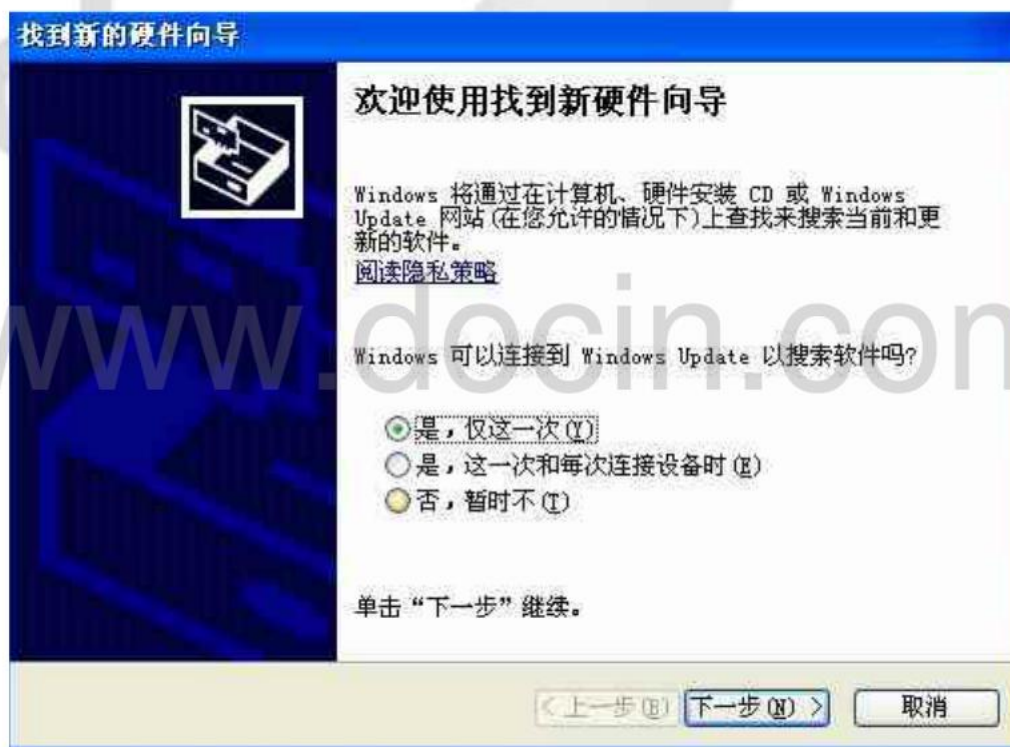 找到新的硬件向导
欢迎使用找到新硬件向导
Windows 将通过在计算机、硬件安装 CD 或 Windows
Update 网站(在您允许的情况下)上查找来搜索当前和更
新的软件。
阅读隐私策略
www.docin.com
Windows 可以连接到 Windows Update 以搜索软件吗?
是，仅这一次(Y)
是，这一次和每次连接设备时(E)
否，暂时不(T)
单击“下一步”继续。
< 上一步(B) 下一步(N) > 取消